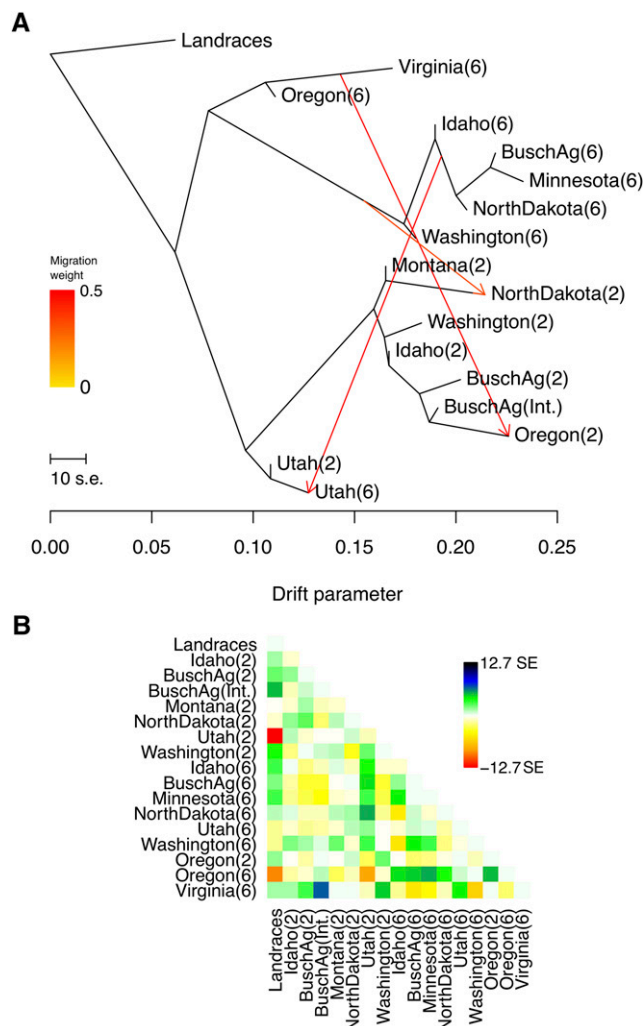 A
Landraces
Virginia(6)
Oregon(6)
Idaho(6)
BuschAg(6)
Minnesota(6)
NorthDakota(6)
Washington(6)
Montana(2)
NorthDakota(2)
Washington(2)
Idaho(2)
BuschAg(2)
BuschAg(Int.)
Oregon(2)
Utah(2)
Utah(6)
Migration
weight
0.5
0
10 s.e.
0.00 0.05 0.10 0.15 0.20 0.25
Drift parameter
B
Landraces
Idaho(2)
BuschAg(2)
BuschAg(Int.)
Montana(2)
NorthDakota(2)
Utah(2)
Washington(2)
Idaho(6)
BuschAg(6)
Minnesota(6)
NorthDakota(6)
Utah(6)
Washington(6)
Oregon(2)
Oregon(6)
Virginia(6)
12.7 SE
−12.7 SE
Landraces
Idaho(2)
BuschAg(2)
BuschAg(Int.)
Montana(2)
NorthDakota(2)
Utah(2)
Washington(2)
Idaho(6)
BuschAg(6)
Minnesota(6)
NorthDakota(6)
Utah(6)
Washington(6)
Oregon(2)
Oregon(6)
Virginia(6)